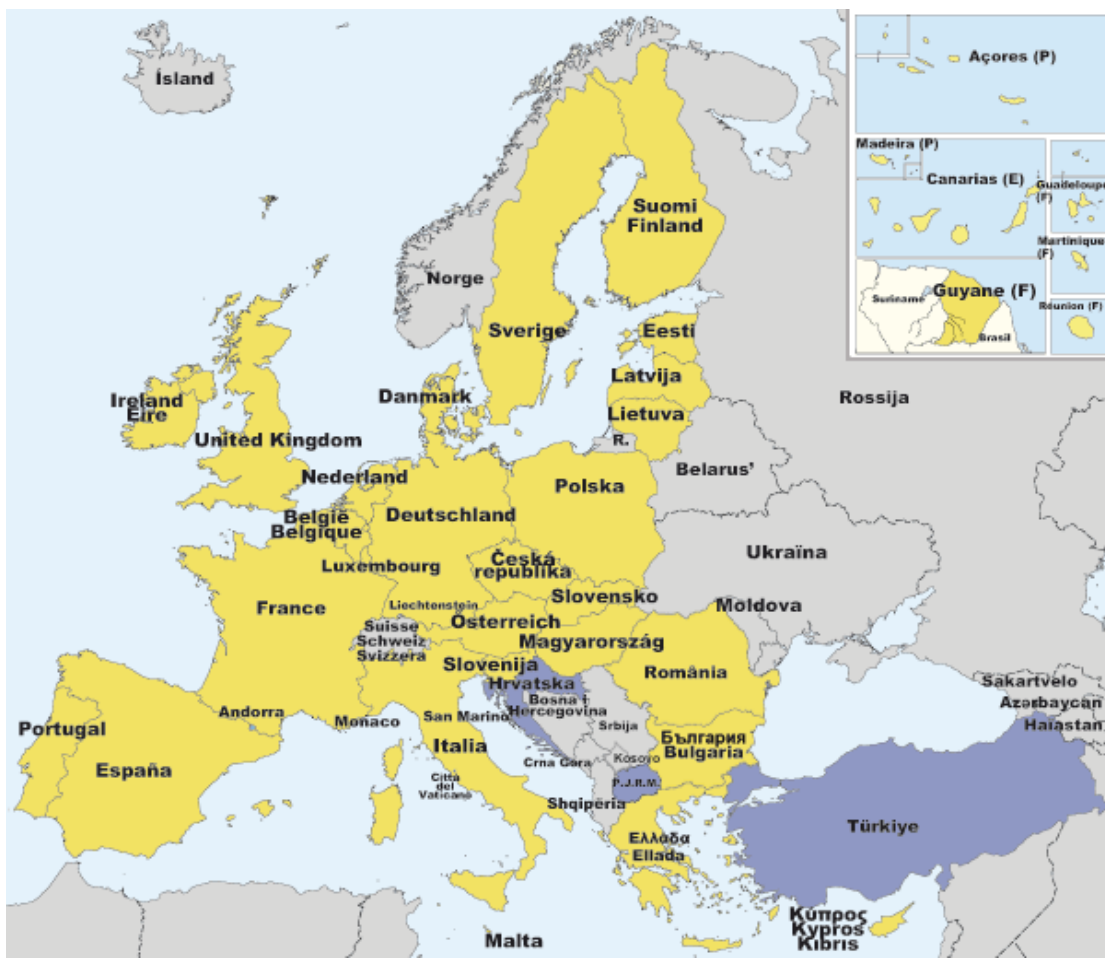 Ísland
Açores (P)
Madeira (P)
Canarias (E)
Guadeloupe
(F)
Martinique
(F)
Guyane (F)
Suriname
Brasil
Réunion (F)
Suomi
Finland
Norge
Sverige
Eesti
Latvija
Lietuva
R.
Rossija
Danmark
Ireland
Eire
United Kingdom
Nederland
Belarus’
Polska
België
Belgique
Deutschland
Luxembourg
Česká
republika
Ukraïna
Slovensko
France
Liechtenstein
Österreich
Moldova
Suisse
Schweiz
Svizzera
Magyarország
Slovenija
România
Hrvatska
Bosna i
Hercegovina
Srbija
Sakartvelo
Azərbaycan
Haiastan
Portugal
Andorra
Monaco
San Marino
Italia
България
Bulgaria
España
Crna Gora
Kosovo
Città
del
Vaticano
P.J.R.M.
Shqipëria
Türkiye
Ελλάδα
Ellada
Malta
Κύπρος
Kypros
Kıbrıs